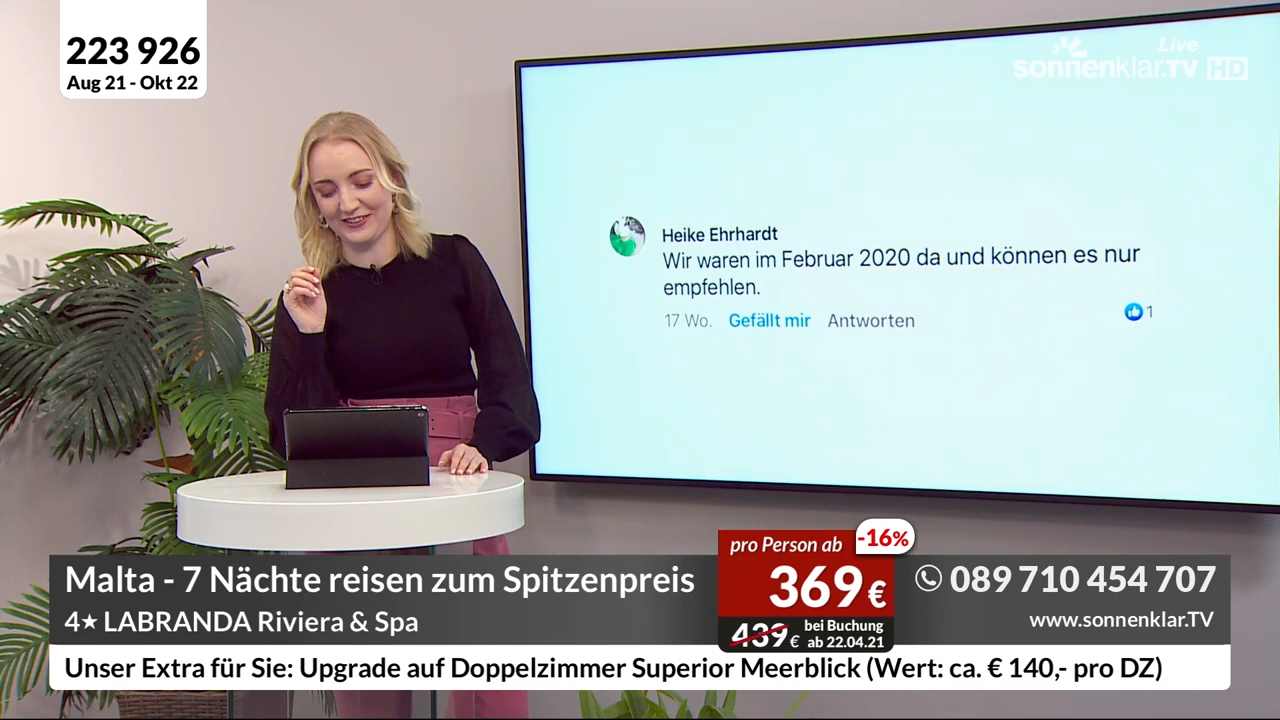 223 926
Aug 21 - Okt 22
Live
sonnenklar.TV HD
Heike Ehrhardt
Wir waren im Februar 2020 da und können es nur
empfehlen.
17 Wo. Gefällt mir Antworten
1
pro Person ab
-16%
369 €
439 €
bei Buchung
ab 22.04.21
Malta - 7 Nächte reisen zum Spitzenpreis
4★ LABRANDA Riviera & Spa
089 710 454 707
www.sonnenklar.TV
Unser Extra für Sie: Upgrade auf Doppelzimmer Superior Meerblick (Wert: ca. € 140,- pro DZ)